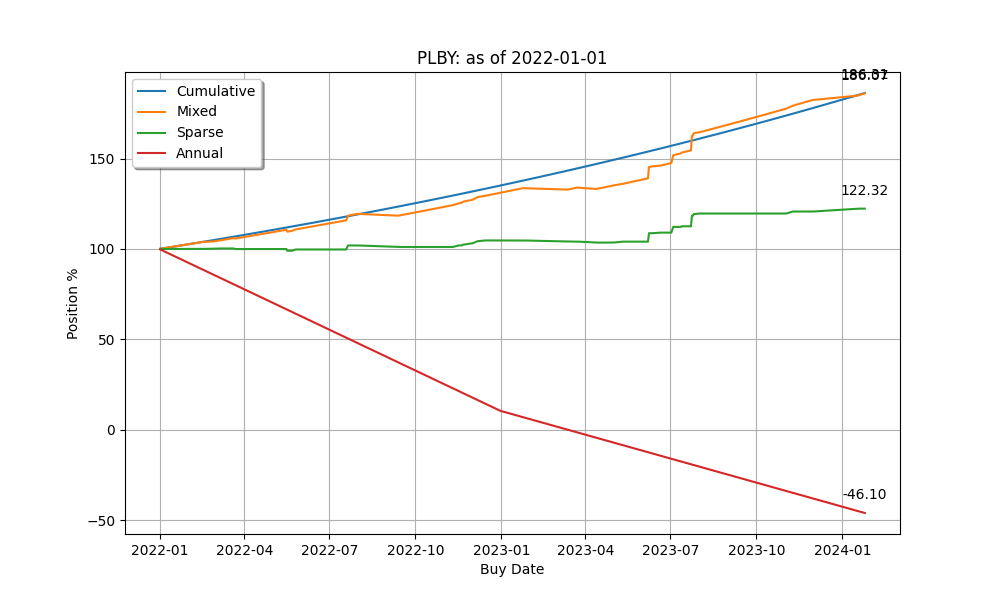 PLBY: as of 2022-01-01
Cumulative
Mixed
Sparse
Annual
122.32
-46.10
Position %
150
100
50
0
−50
2022-01
2022-04
2022-07
2022-10
2023-01
2023-04
2023-07
2023-10
2024-01
Buy Date